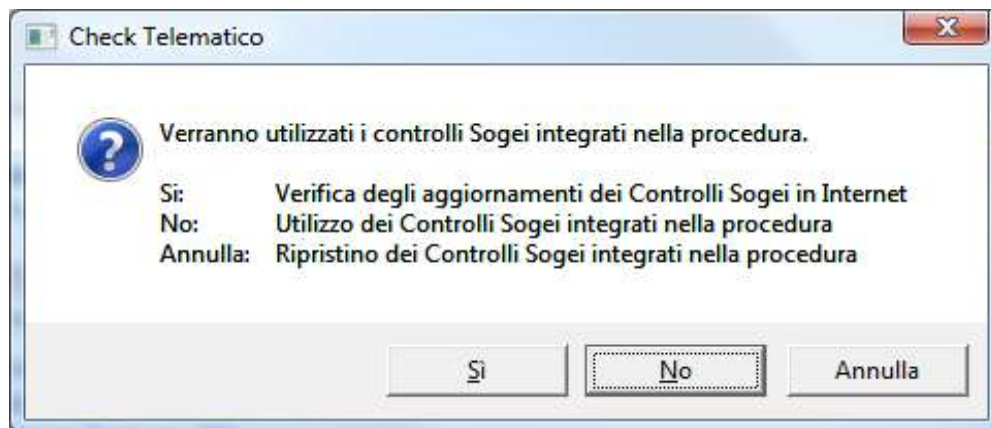 Check Telematico
Verranno utilizzati i controlli Sogei integrati nella procedura.
Si: Verifica degli aggiornamenti dei Controlli Sogei in Internet
No: Utilizzo dei Controlli Sogei integrati nella procedura
Annulla: Ripristino dei Controlli Sogei integrati nella procedura
Sì No Annulla